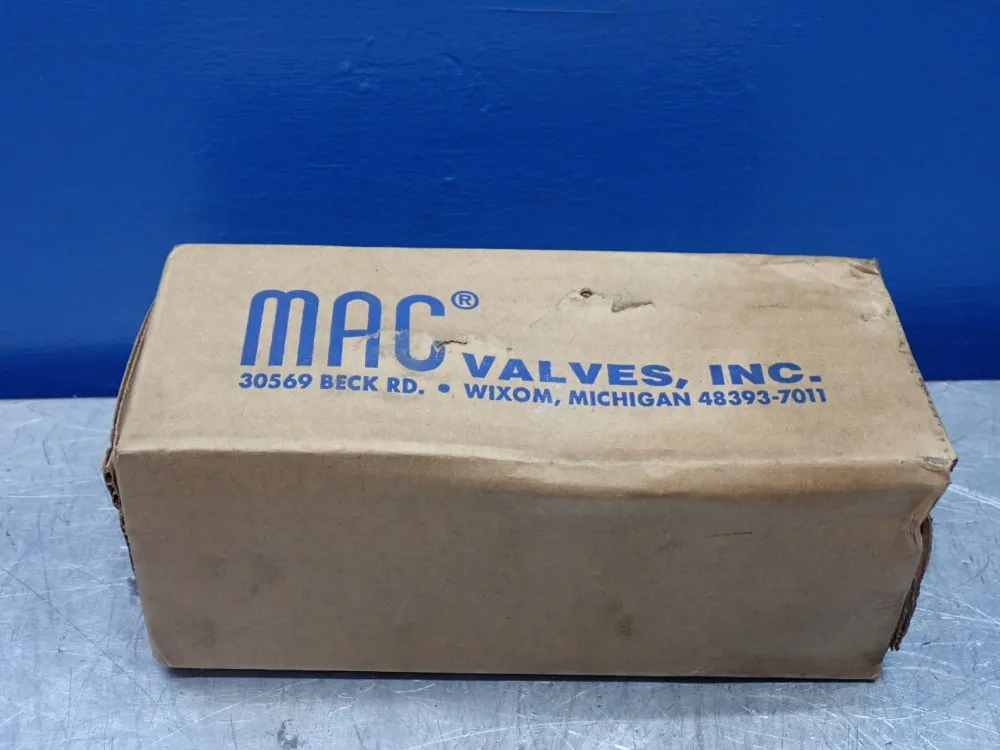 MAC® VALVES, INC.
30569 BECK RD. • WIXOM, MICHIGAN 48393-7011